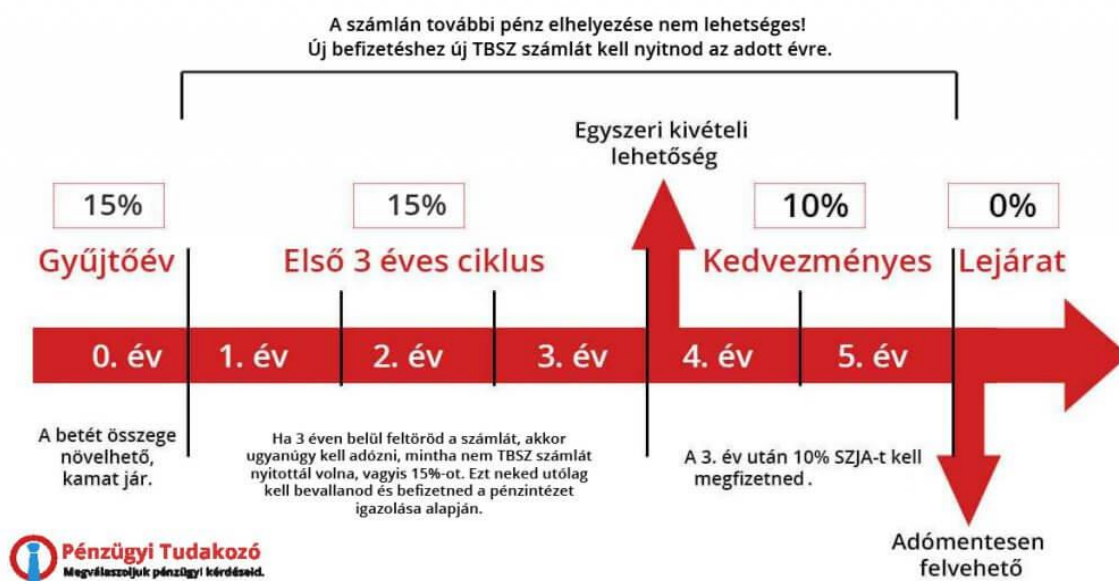 A számlán további pénz elhelyezése nem lehetséges!
Új befizetéshez új TBSZ számlát kell nyitnod az adott évre.
Egyszeri kivételi
lehetőség
15%
15%
10%
0%
Gyűjtőév
Első 3 éves ciklus
Kedvezményes
Lejárat
0. év
1. év
2. év
3. év
4. év
5. év
A betét összege
növelhető,
kamat jár.
Ha 3 éven belül feltöröd a számlát, akkor
ugyanúgy kell adózni, mintha nem TBSZ számlát
nyitottál volna, vagyis 15%-ot. Ezt neked utólag
kell bevallanod és befizetned a pénzintézet
igazolása alapján.
A 3. év után 10% SZJA-t kell
megfizetned .
Adómentesen
felvehető
Pénzügyi Tudakozó
Megválaszoljuk pénzügyi kérdéseid.